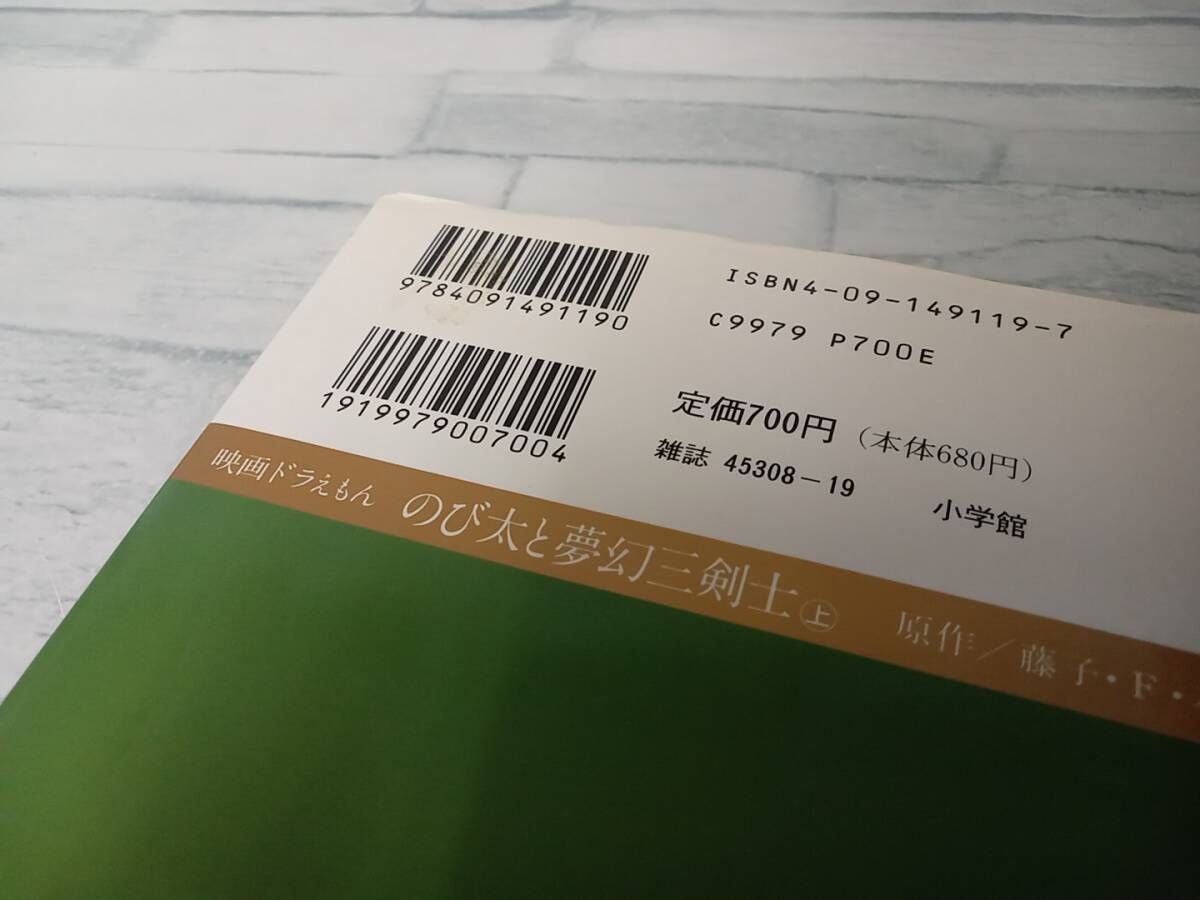 9784091491190
ISBN4-09-149119-7
C9979 P700E
1919979007004
定価700円 (本体680円)
雑誌 45308-19 小学館
映画ドラえもん のび太と夢幻三剣士 上 原作/藤子・F・